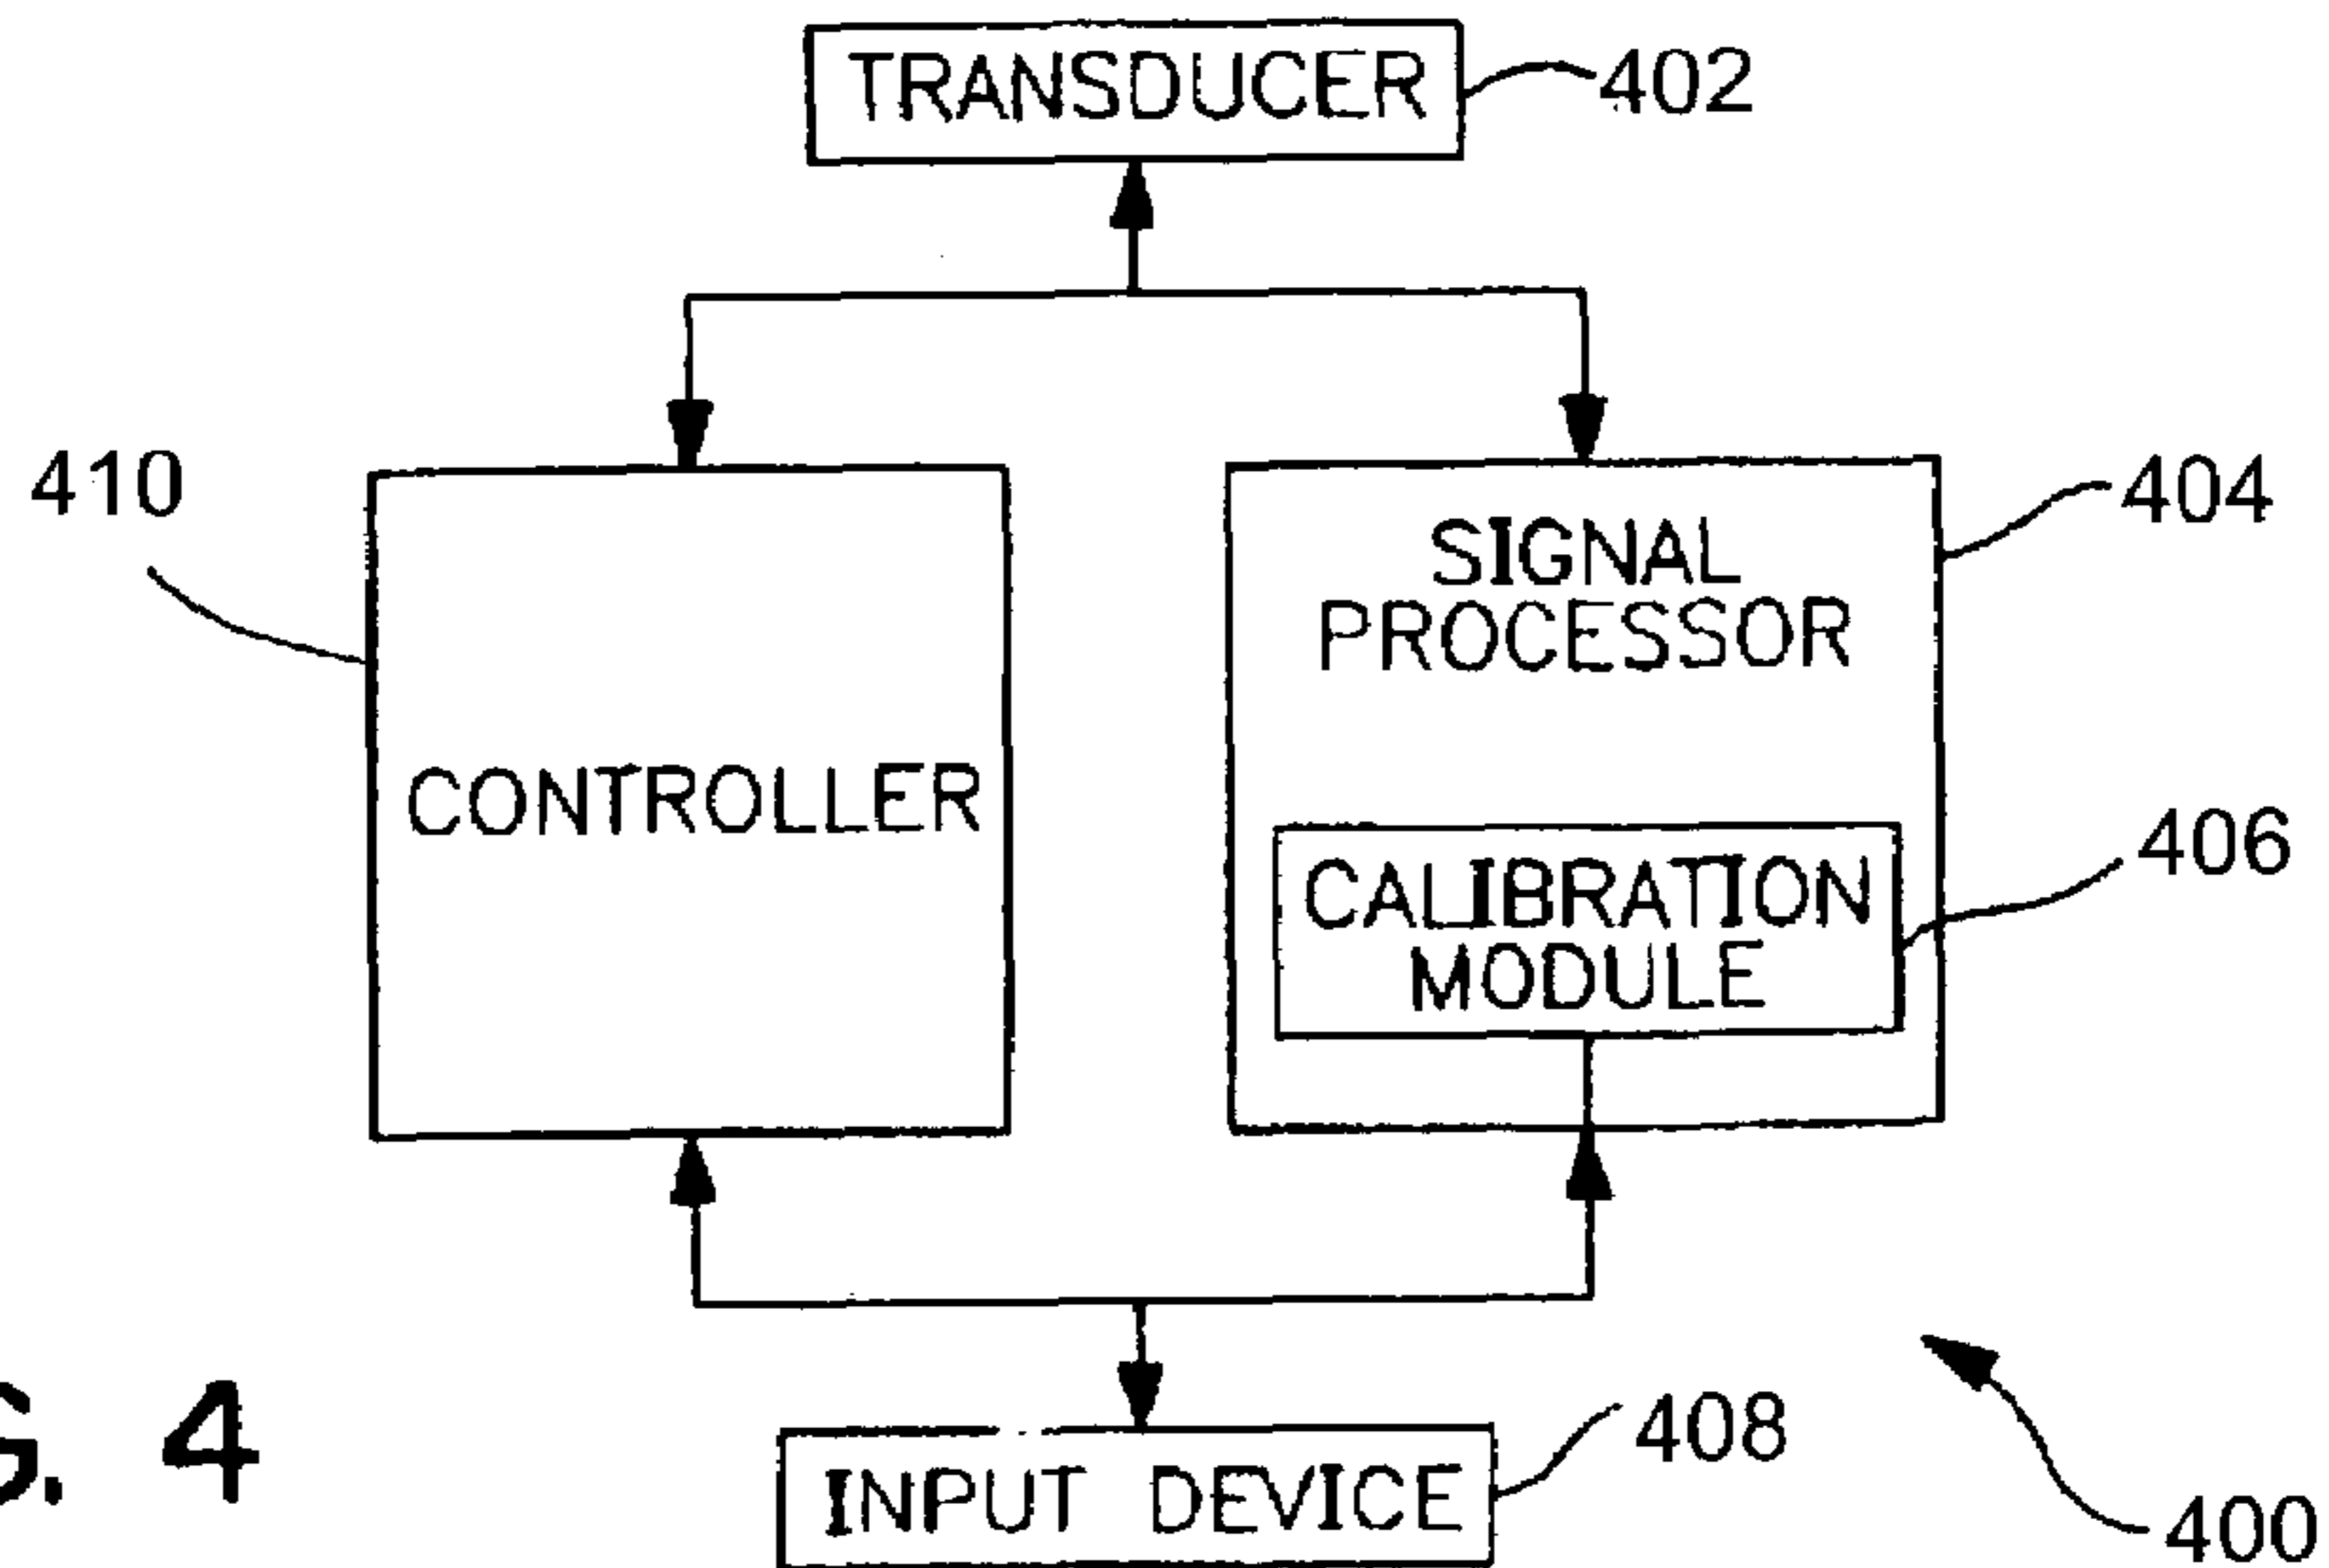 TRANSDUCER
402
410
404
SIGNAL
PROCESSOR
CONTROLLER
406
CALIBRATION
MODULE
4
408
INPUT DEVICE
400